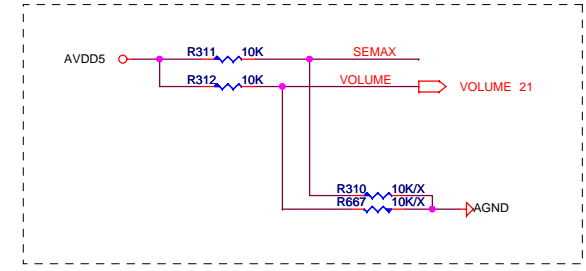 R311 10K SEMAX
AVDD5
R312 10K VOLUME
VOLUME 21
R310 10K/X
R667 10K/X
AGND